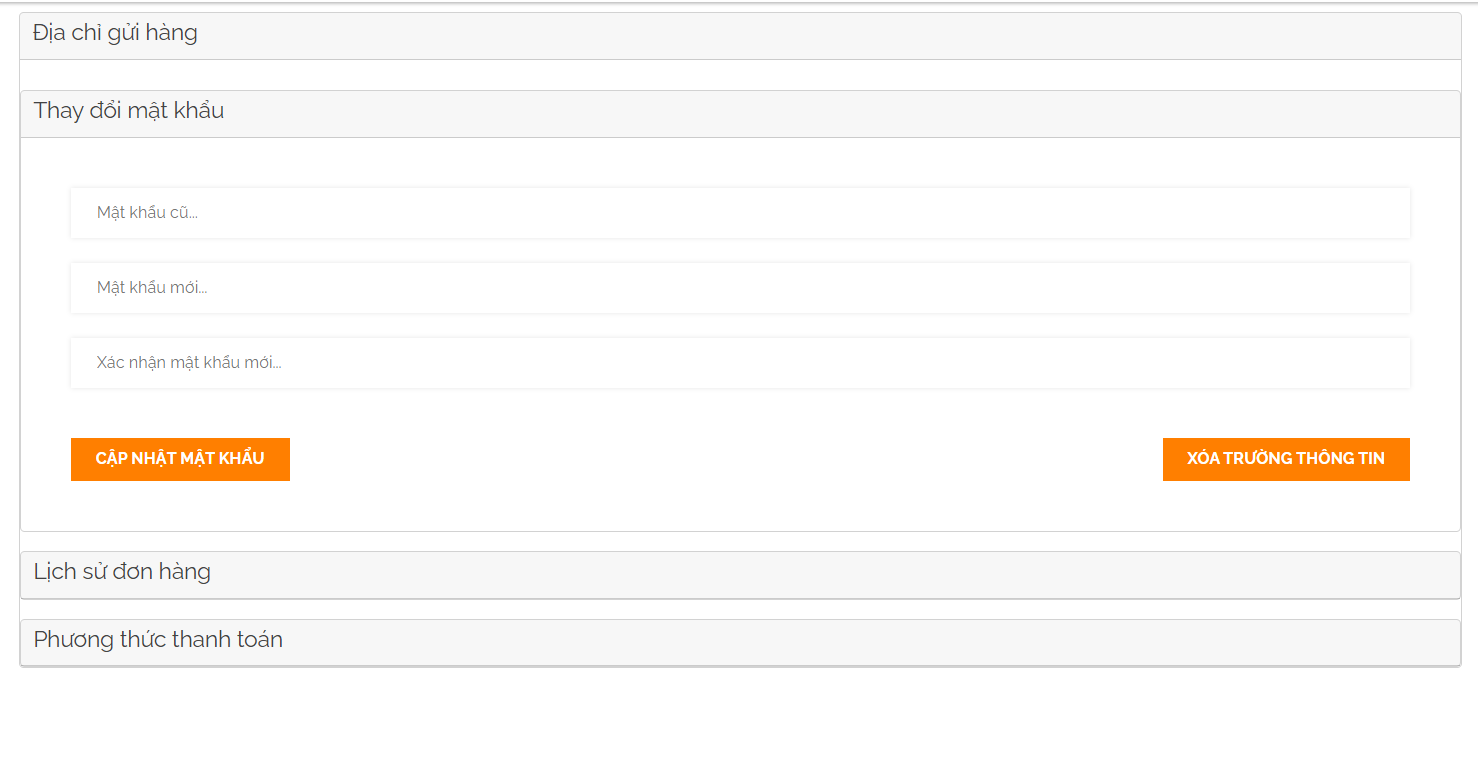 Địa chỉ gửi hàng
Thay đổi mật khẩu
Mật khẩu cũ...
Mật khẩu mới...
Xác nhận mật khẩu mới...
CẬP NHẬT MẬT KHẨU
XÓA TRƯỜNG THÔNG TIN
Lịch sử đơn hàng
Phương thức thanh toán